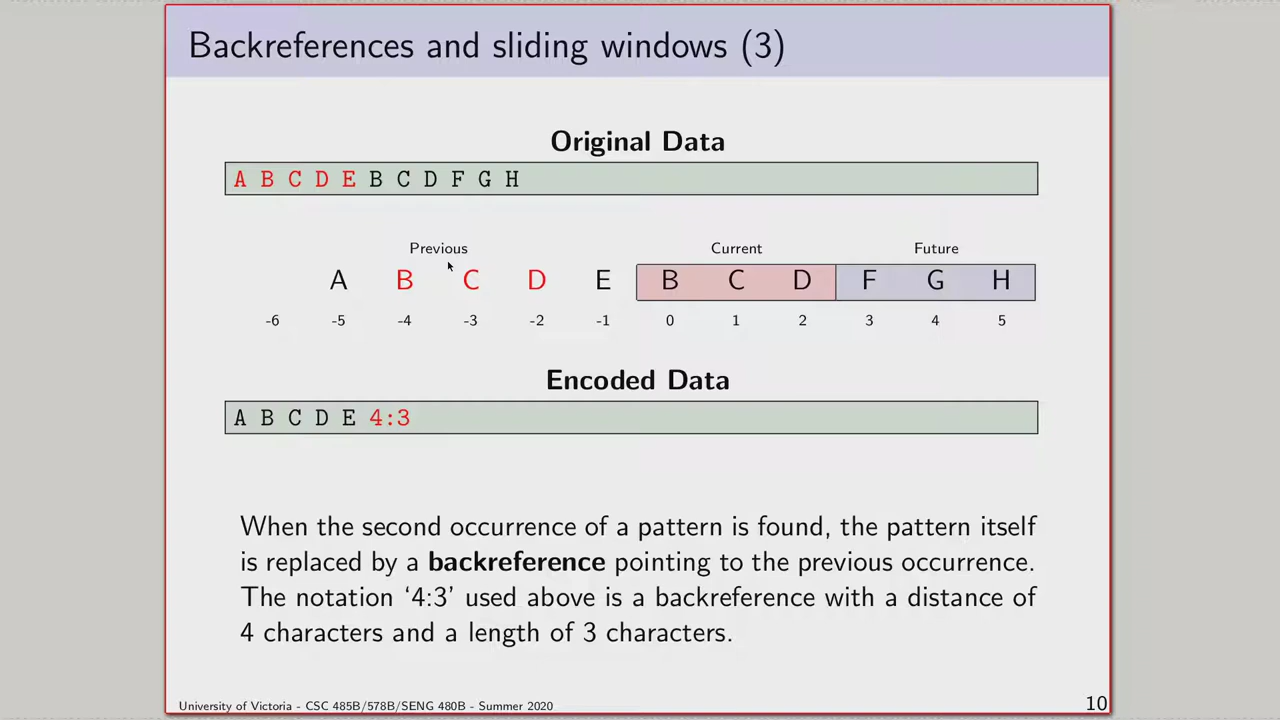 Backreferences and sliding windows (3)
Original Data
A B C D E B C D F G H
Previous Current Future
A B C D E B C D F G H
-6 -5 -4 -3 -2 -1 0 1 2 3 4 5
Encoded Data
A B C D E 4:3
When the second occurrence of a pattern is found, the pattern itself
is replaced by a backreference pointing to the previous occurrence.
The notation ‘4:3’ used above is a backreference with a distance of
4 characters and a length of 3 characters.
University of Victoria - CSC 485B/578B/SENG 480B - Summer 2020 10